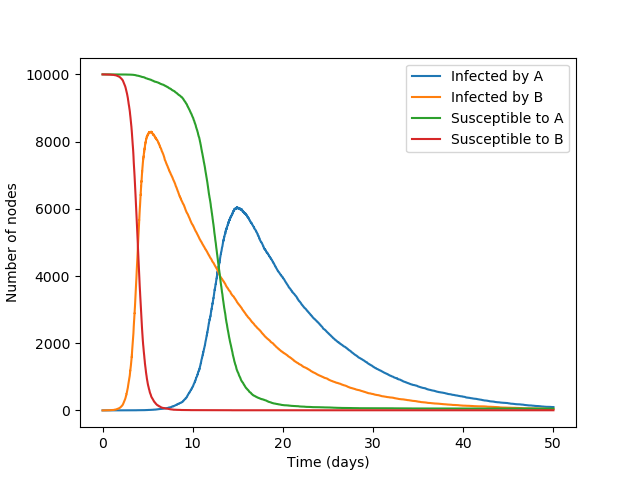 Number of nodes
10000
8000
6000
4000
2000
0
Infected by A
Infected by B
Susceptible to A
Susceptible to B
0 10 20 30 40 50
Time (days)